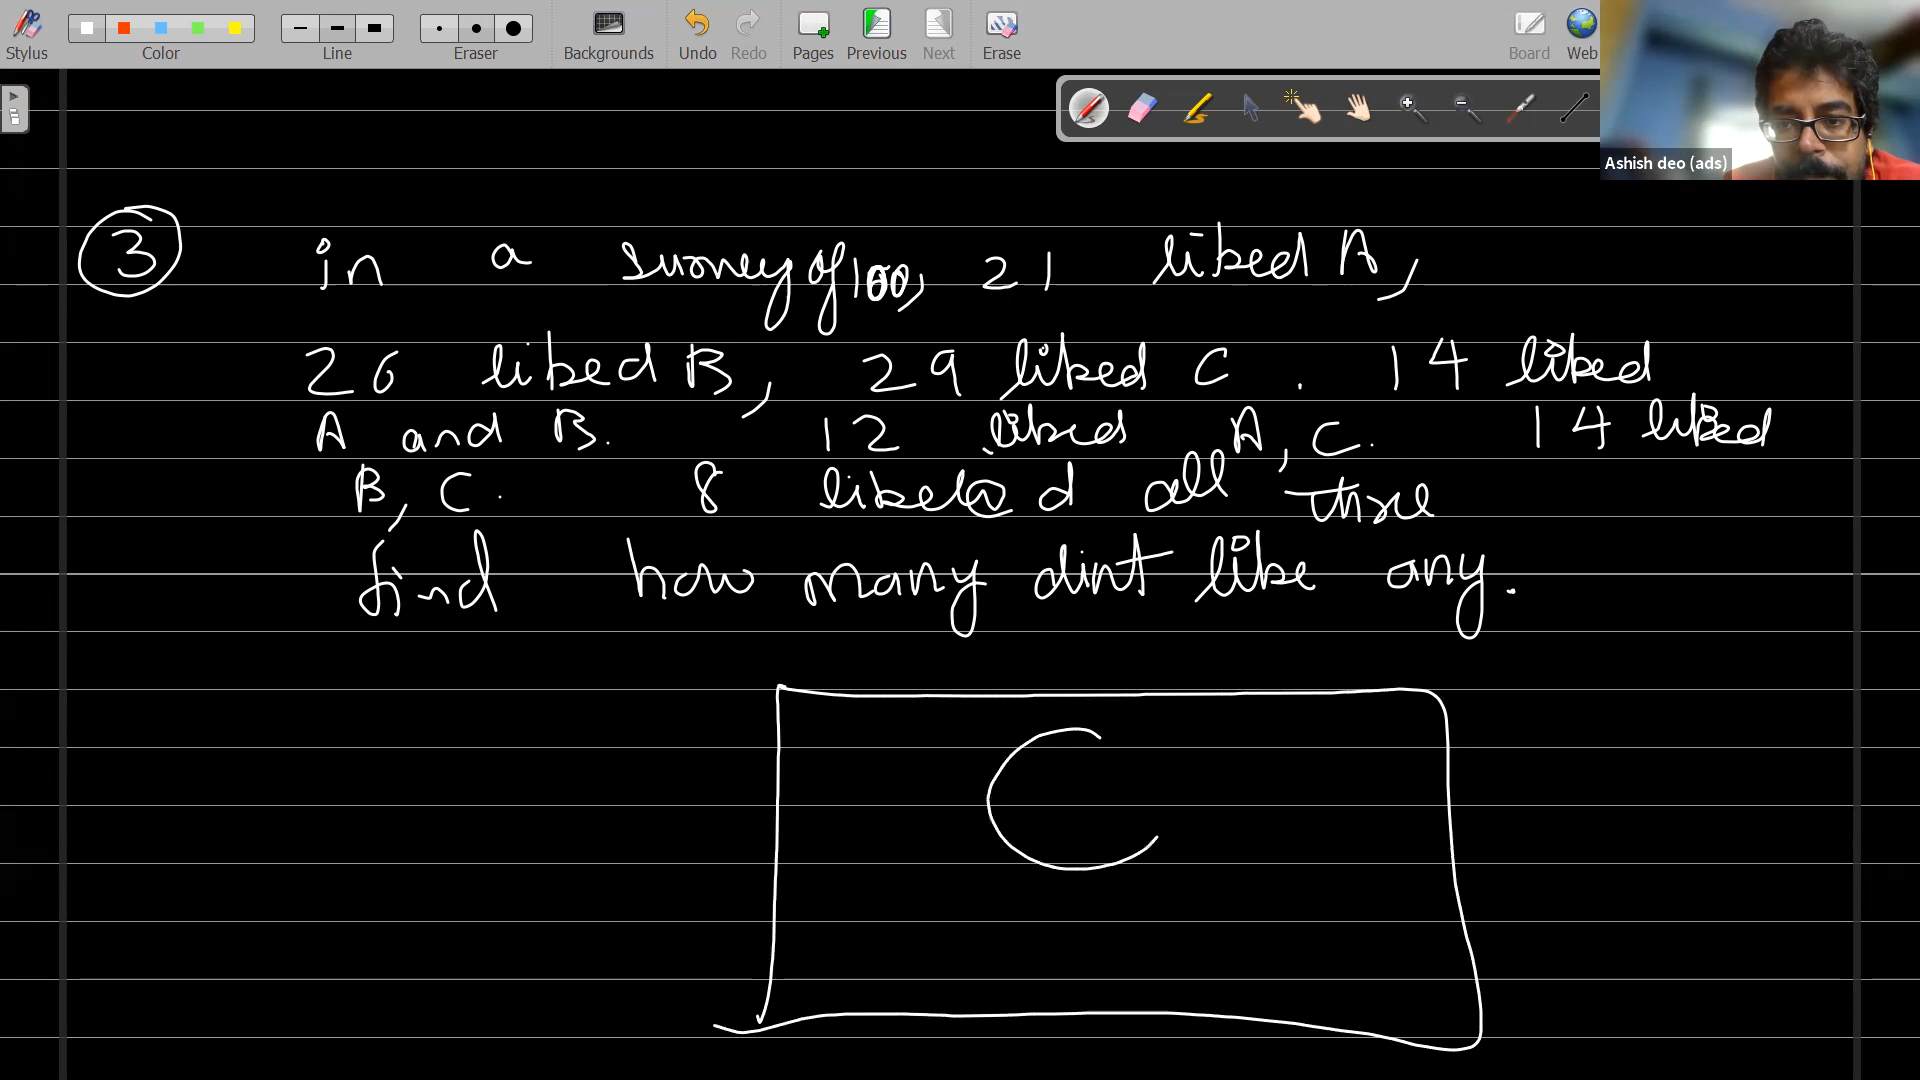 Stylus Color Line Eraser Backgrounds Undo Redo Pages Previous Next Erase Board Web
Ashish deo (ads)
3 in a survey of 100, 21 liked A,
26 liked B, 29 liked C. 14 liked
A and B. 12 liked A, C. 14 liked
B, C. 8 liked all three
find how many dint like any.